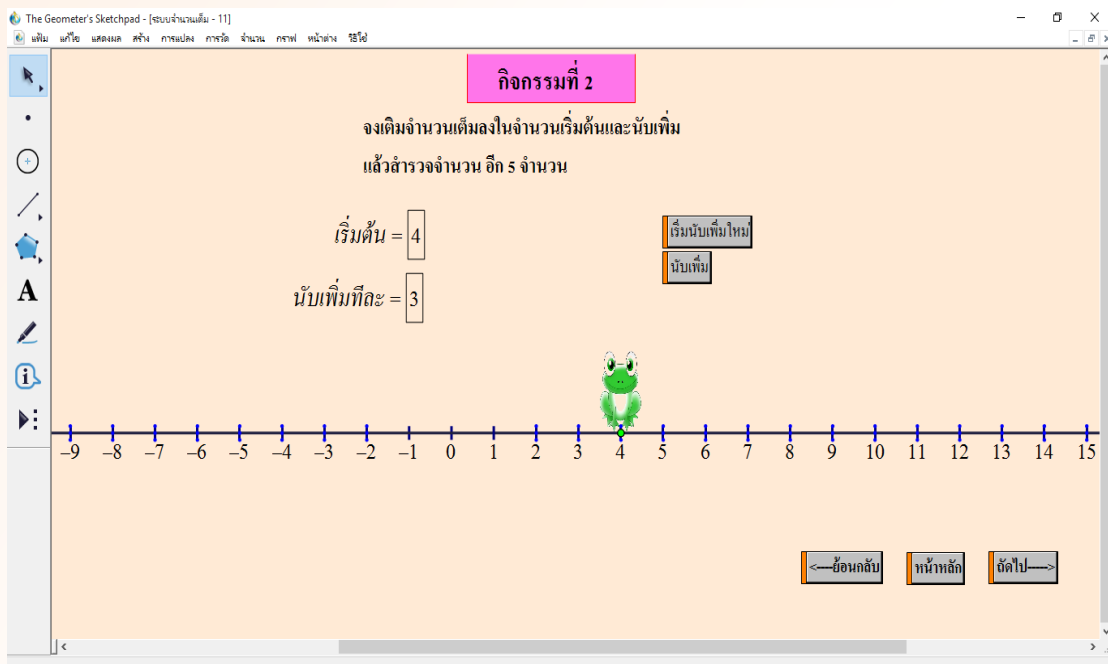 The Geometer's Sketchpad - [ระบบจำนวนเต็ม - 11]
แฟ้ม แก้ไข แสดงผล สร้าง การแปลง การวัด จำนวน กราฟ หน้าต่าง วิธีใช้
กิจกรรมที่ 2
จงเติมจำนวนเต็มลงในจำนวนเริ่มต้นและนับเพิ่ม
แล้วสำรวจจำนวน อีก 5 จำนวน
เริ่มต้น = 4
เริ่มนับเพิ่มใหม่
นับเพิ่ม
นับเพิ่มทีละ = 3
A
–9 –8 –7 –6 –5 –4 –3 –2 –1 0 1 2 3 4 5 6 7 8 9 10 11 12 13 14 15
<----ย้อนกลับ หน้าหลัก ถัดไป----->